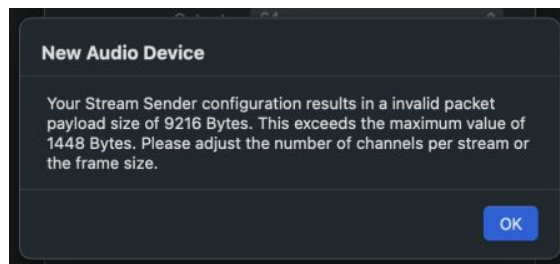 New Audio Device
Your Stream Sender configuration results in a invalid packet
payload size of 9216 Bytes. This exceeds the maximum value of
1448 Bytes. Please adjust the number of channels per stream or
the frame size.
OK